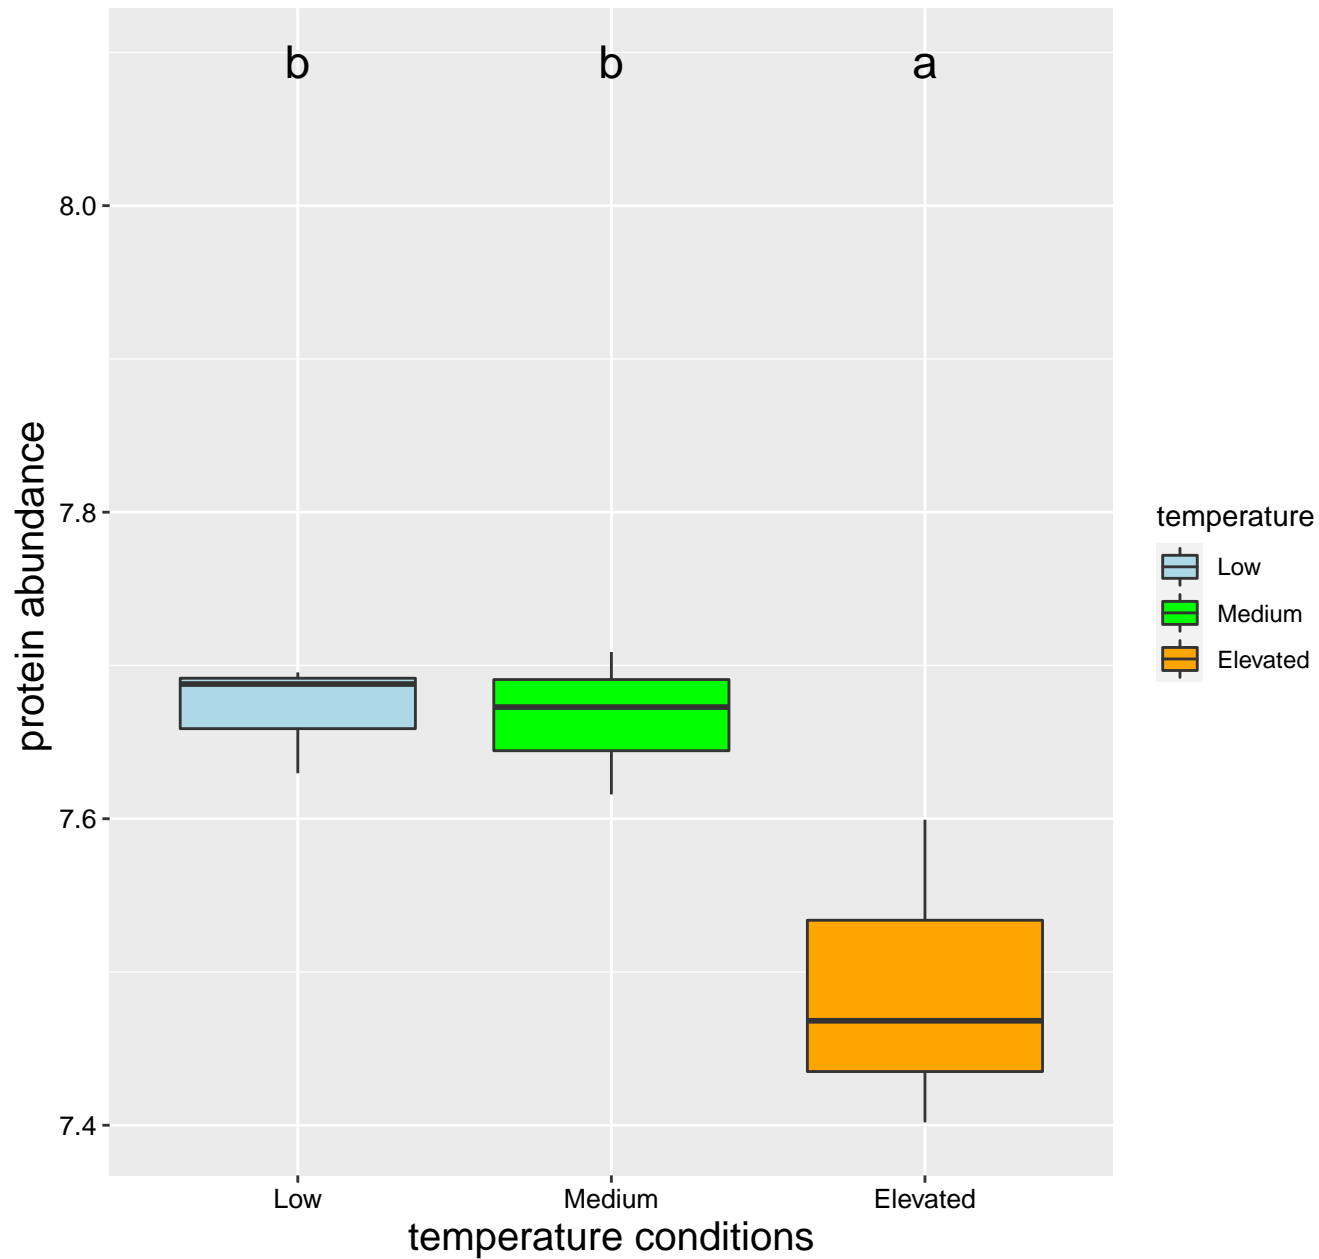 b b a
8.0
7.8
7.6
7.4
protein abundance
Low Medium Elevated
temperature conditions
temperature
Low
Medium
Elevated